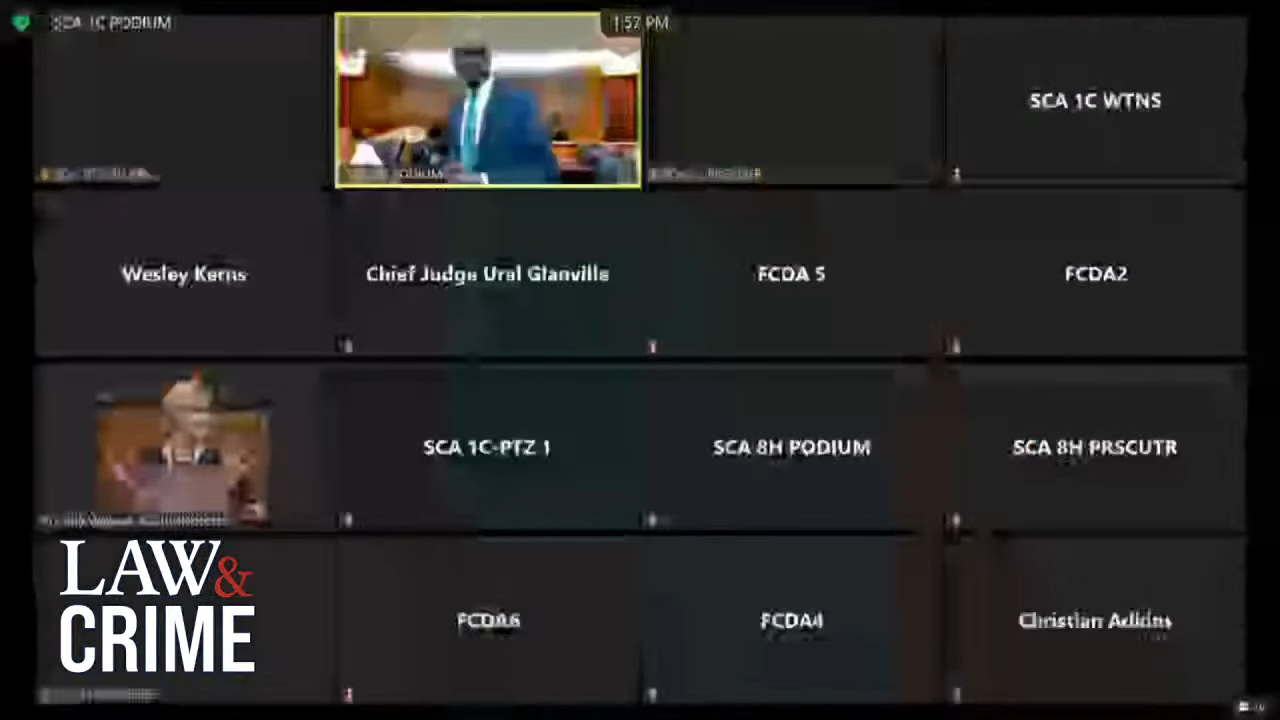 SCA 1C PODIUM
1:57 PM
SCA 1C WTNS
Wesley Kerns
Chief Judge Ural Glanville
FCDA 5
FCDA2
SCA 1C-PTZ 1
SCA 8H PODIUM
SCA 8H PRSCUTR
LAW&
CRIME
FCDA6
FCDA4
Christian Adkins